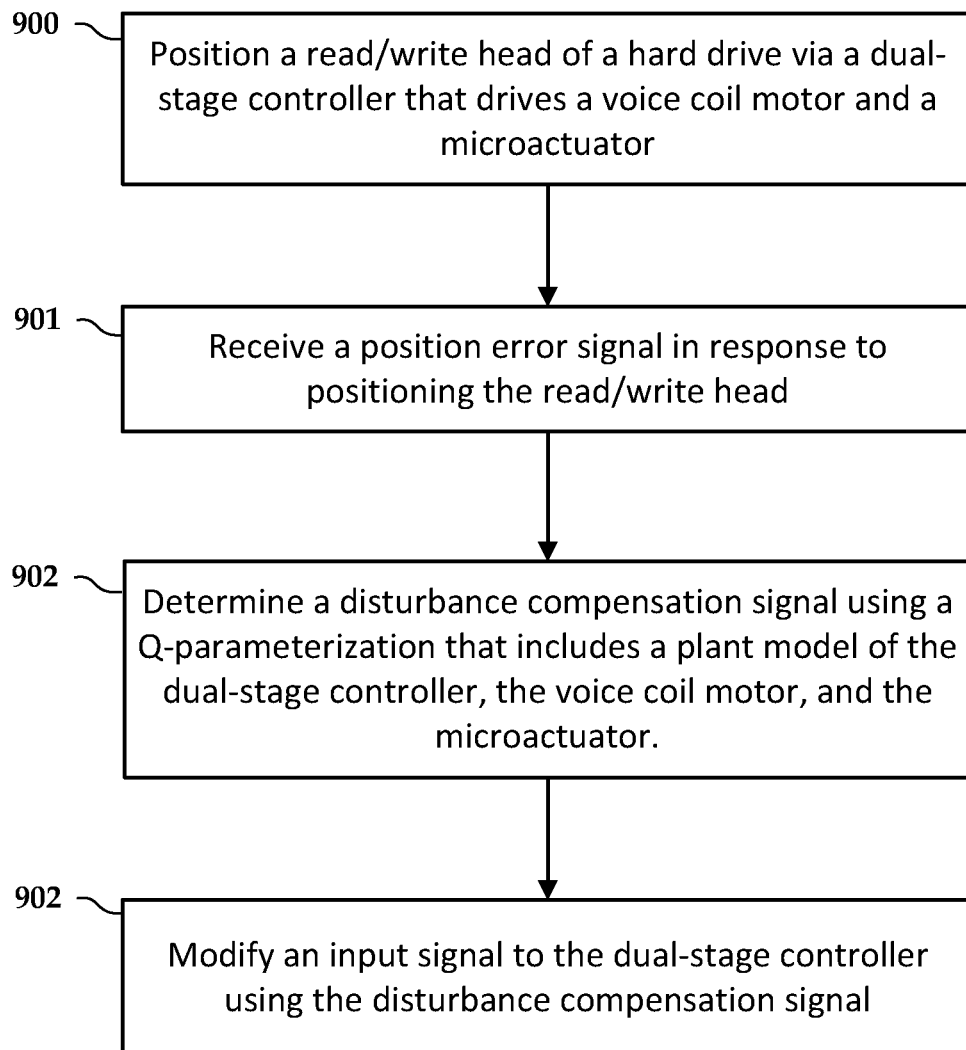 900
Position a read/write head of a hard drive via a dual-
stage controller that drives a voice coil motor and a
microactuator
901
Receive a position error signal in response to
positioning the read/write head
902
Determine a disturbance compensation signal using a
Q-parameterization that includes a plant model of the
dual-stage controller, the voice coil motor, and the
microactuator.
902
Modify an input signal to the dual-stage controller
using the disturbance compensation signal